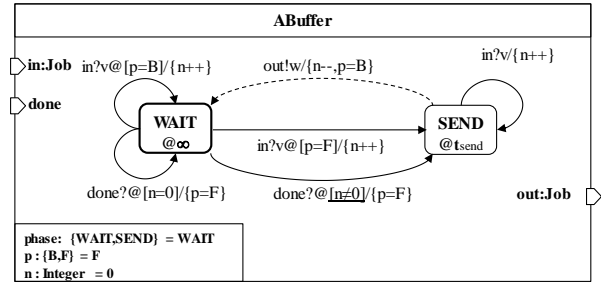 ABuffer
in:Job
in?v@[p=B]/{n++}
out!w/{n--,p=B}
in?v/{n++}
done
WAIT
@∞
SEND
@tsend
in?v@[p=F]/{n++}
done?@[n=0]/{p=F}
done?@[n≠0]/{p=F}
out:Job
phase: {WAIT,SEND} = WAIT
p : {B,F} = F
n : Integer = 0